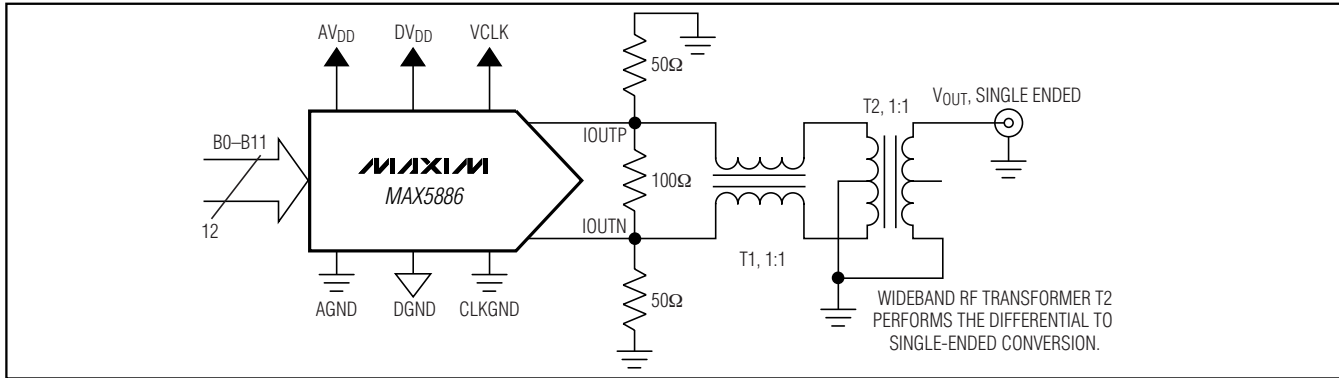 AVDD
DVDD
VCLK
50Ω
T2, 1:1
VOUT, SINGLE ENDED
IOUTP
B0–B11
MAXIM
MAX5886
100Ω
12
IOUTN
T1, 1:1
AGND
DGND
CLKGND
50Ω
WIDEBAND RF TRANSFORMER T2
PERFORMS THE DIFFERENTIAL TO
SINGLE-ENDED CONVERSION.